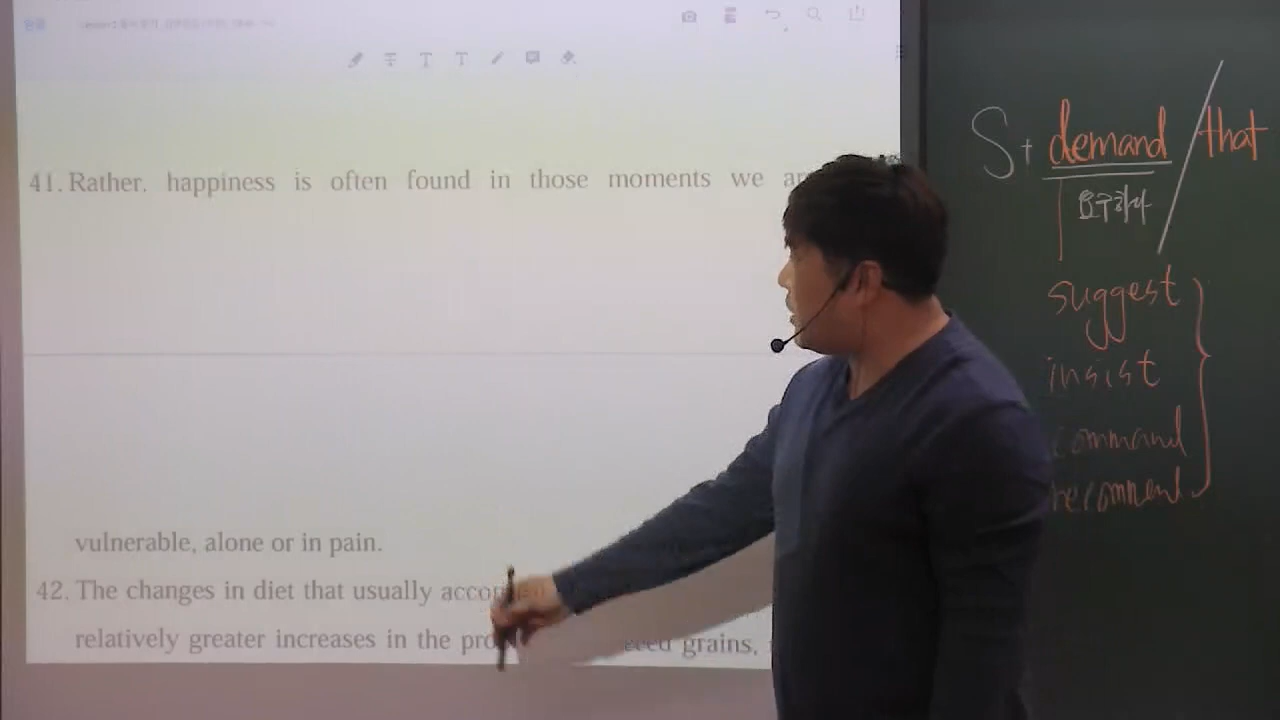 41. Rather. happiness is often found in those moments we
vulnerable, alone or in pain.
42. The changes in diet that usually
relatively greater increases in the grains,
S + demand / that
요구하다
suggest
insist
command
recommend